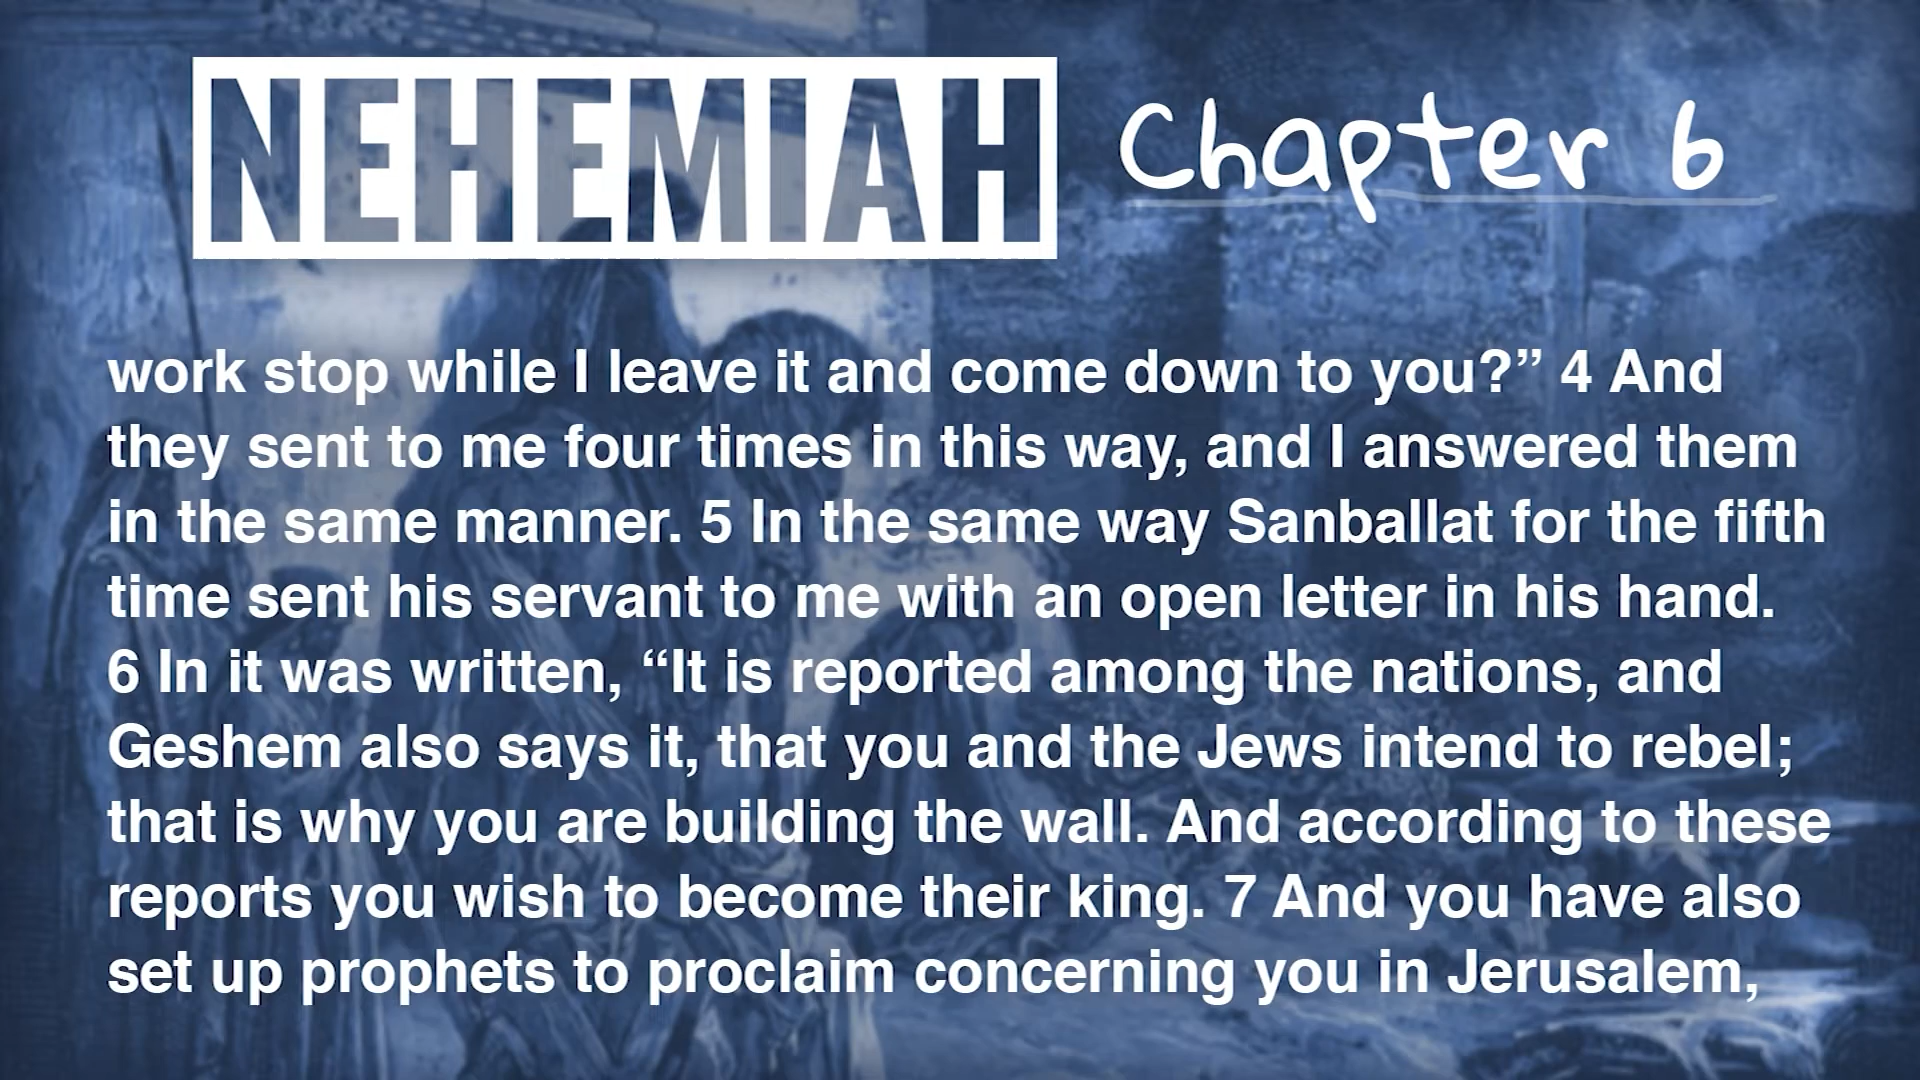 NEHEMIAH Chapter 6
work stop while I leave it and come down to you?” 4 And
they sent to me four times in this way, and I answered them
in the same manner. 5 In the same way Sanballat for the fifth
time sent his servant to me with an open letter in his hand.
6 In it was written, “It is reported among the nations, and
Geshem also says it, that you and the Jews intend to rebel;
that is why you are building the wall. And according to these
reports you wish to become their king. 7 And you have also
set up prophets to proclaim concerning you in Jerusalem,